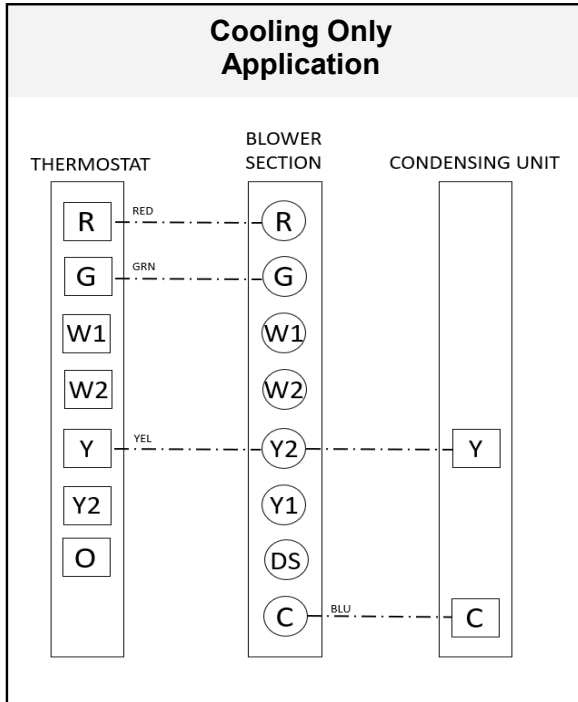 Cooling Only
Application
THERMOSTAT
BLOWER
SECTION
CONDENSING UNIT
R RED R
G GRN G
W1 W1
W2 W2
Y YEL Y2 Y
Y2 Y1
O DS
C BLU C